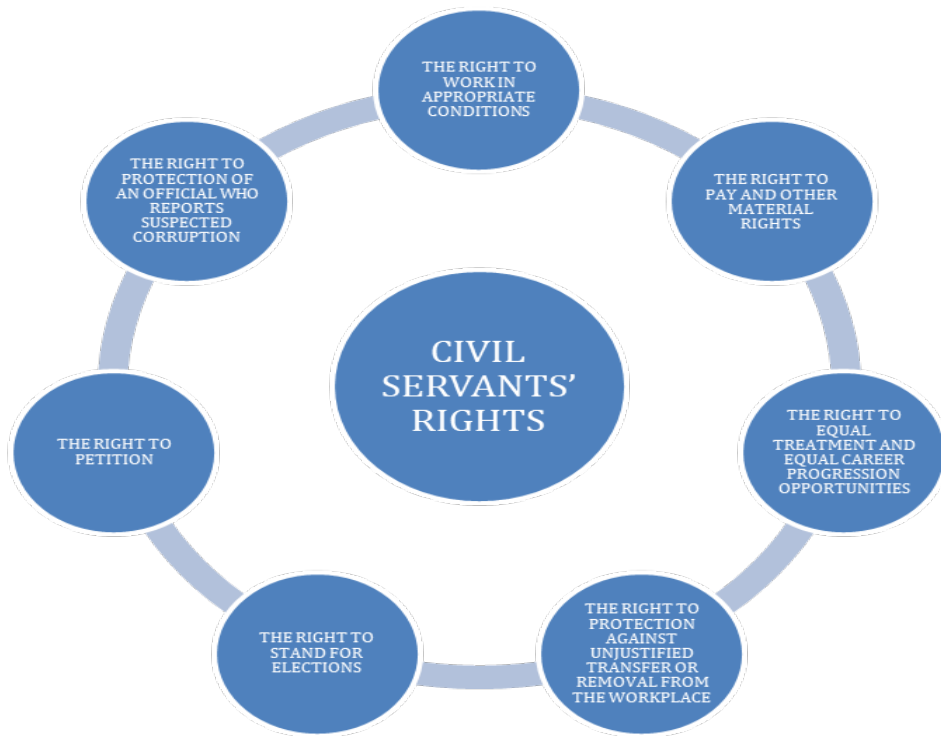 THE RIGHT TO
WORK IN
APPROPRIATE
CONDITIONS
THE RIGHT TO
PAY AND OTHER
MATERIAL
RIGHTS
THE RIGHT TO
EQUAL
TREATMENT AND
EQUAL CAREER
PROGRESSION
OPPORTUNITIES
THE RIGHT TO
PROTECTION
AGAINST
UNJUSTIFIED
TRANSFER OR
REMOVAL FROM
THE WORKPLACE
THE RIGHT TO
STAND FOR
ELECTIONS
THE RIGHT TO
PETITION
THE RIGHT TO
PROTECTION OF
AN OFFICIAL WHO
REPORTS
SUSPECTED
CORRUPTION
CIVIL
SERVANTS’
RIGHTS